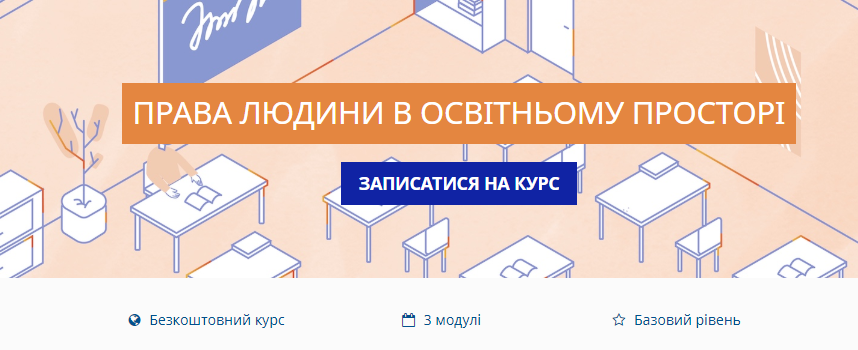 ПРАВА ЛЮДИНИ В ОСВІТНЬОМУ ПРОСТОРІ
ЗАПИСАТИСЯ НА КУРС
Безкоштовний курс
3 модулі
Базовий рівень